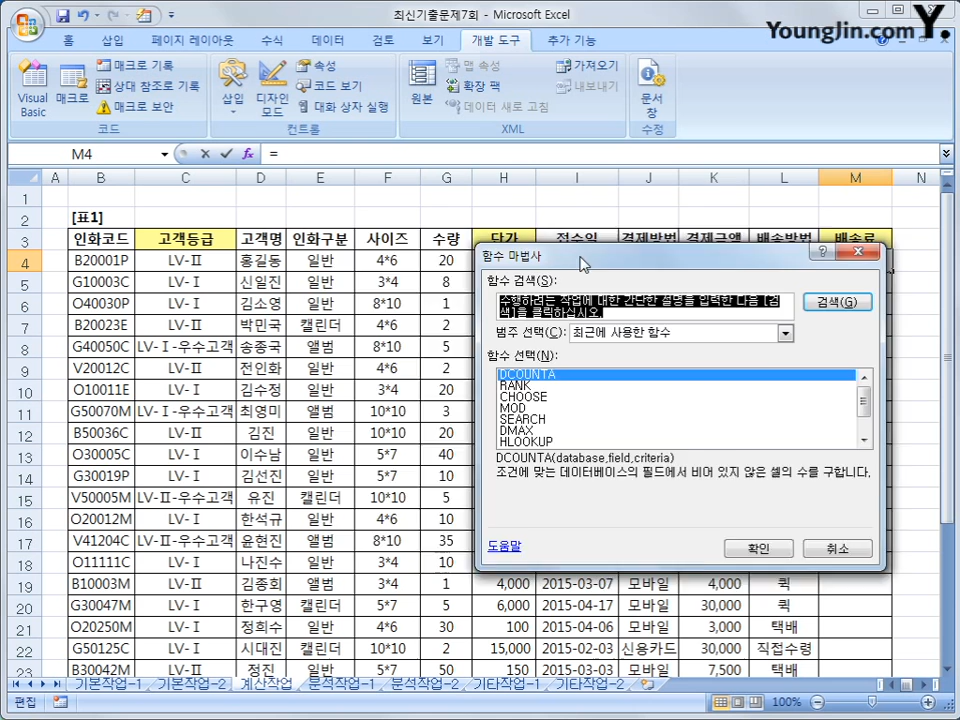 최신기출문제7회 - Microsoft Excel
Younglin.com Y.
홈 삽입 페이지 레이아웃 수식 데이터 검토 보기 개발 도구 추가 기능
Visual Basic
매크로
매크로 기록
상대 참조로 기록
매크로 보안
코드
삽입
디자인 모드
속성
코드 보기
대화 상자 실행
컨트롤
원본
맵 속성
확장 팩
데이터 새로 고침
가져오기
내보내기
XML
문서 창
수정
M4 fx =
A B C D E F G H I J K L M N
1
2 [표1]
3 인화코드 고객등급 고객명 인화구분 사이즈 수량 단가 접수일 결제방법 결제금액 배송방법 배송료
4 B20001P LV-Ⅱ 홍길동 일반 4*6 20
5 G10003C LV-Ⅰ 신일진 일반 3*4 8
6 O40030P LV-Ⅰ 김소영 일반 8*10 1
7 B20023E LV-Ⅱ 박민국 캘린더 4*6 2
8 G40050C LV-Ⅰ-우수고객 송종국 앨범 8*10 5
9 V20012C LV-Ⅱ 전인화 일반 4*6 2
10 O10011E LV-Ⅰ 김수정 일반 3*4 20
11 G50070M LV-Ⅰ-우수고객 최영미 앨범 10*10 3
12 B50036C LV-Ⅱ 김진 일반 10*10 20
13 O30005C LV-Ⅰ 이수남 일반 5*7 40
14 G30019P LV-Ⅰ 김선진 일반 5*7 10
15 V50005M LV-Ⅱ-우수고객 유진 캘린더 10*10 5
16 O20012M LV-Ⅰ 한석규 일반 4*6 10
17 V41204C LV-Ⅱ-우수고객 윤현진 앨범 8*10 35
18 O11111C LV-Ⅰ 나진수 일반 3*4 10
19 B10003M LV-Ⅱ 김종회 앨범 3*4 1 4,000 2015-03-07 모바일 4,000 퀵
20 G30047M LV-Ⅰ 한구영 캘린더 5*7 5 6,000 2015-04-17 모바일 30,000 퀵
21 O20250M LV-Ⅰ 정희수 일반 4*6 30 100 2015-04-06 모바일 3,000 택배
22 G50125C LV-Ⅰ 시대진 캘린더 10*10 2 15,000 2015-02-03 신용카드 30,000 직접수령
23 B30042M LV-Ⅱ 정진 일반 5*7 50 150 2015-03-03 모바일 7,500 택배
함수 마법사
함수 검색(S):
수행하려는 작업에 대한 간단한 설명을 입력한 다음 [검
색]을 클릭하십시오.
검색(G)
범주 선택(C): 최근에 사용한 함수
함수 선택(N):
DCOUNTA
RANK
CHOOSE
MOD
SEARCH
DMAX
HLOOKUP
DCOUNTA(database,field,criteria)
조건에 맞는 데이터베이스의 필드에서 비어 있지 않은 셀의 수를 구합니다.
도움말
확인 취소
기본작업-1 기본작업-2 계산작업 분석작업-1 분석작업-2 기타작업-1 기타작업-2
편집 100%